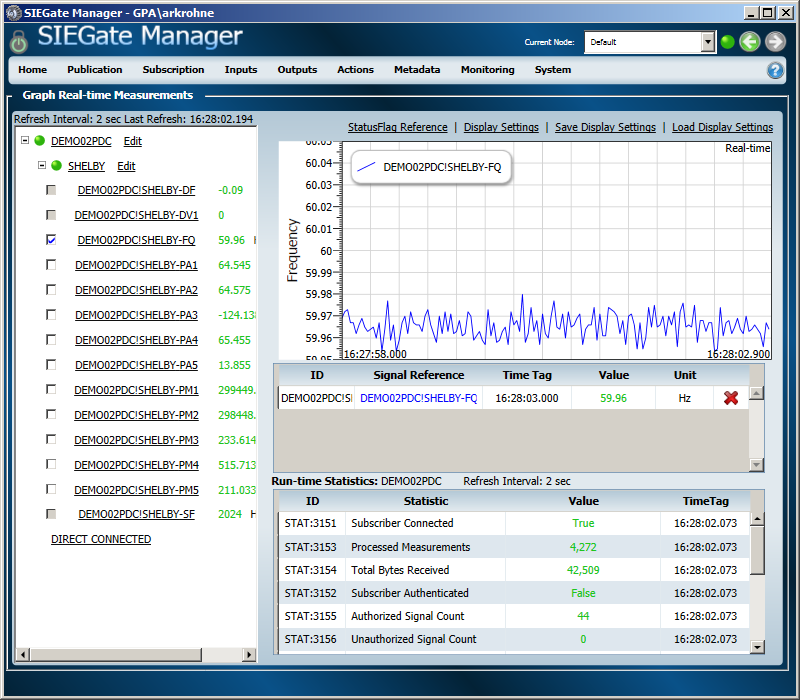 SIEGate Manager - GPA\arkrohne
SIEGate Manager
Current Node: Default
Home Publication Subscription Inputs Outputs Actions Metadata Monitoring System
Graph Real-time Measurements
Refresh Interval: 2 sec Last Refresh: 16:28:02.194
DEMO02PDC Edit
SHELBY Edit
DEMO02PDC!SHELBY-DF -0.09
DEMO02PDC!SHELBY-DV1 0
DEMO02PDC!SHELBY-FQ 59.96
DEMO02PDC!SHELBY-PA1 64.545
DEMO02PDC!SHELBY-PA2 64.575
DEMO02PDC!SHELBY-PA3 -124.13
DEMO02PDC!SHELBY-PA4 65.455
DEMO02PDC!SHELBY-PA5 13.855
DEMO02PDC!SHELBY-PM1 299449.
DEMO02PDC!SHELBY-PM2 298448.
DEMO02PDC!SHELBY-PM3 233.614
DEMO02PDC!SHELBY-PM4 515.713
DEMO02PDC!SHELBY-PM5 211.033
DEMO02PDC!SHELBY-SF 2024 H
DIRECT CONNECTED
StatusFlag Reference | Display Settings | Save Display Settings | Load Display Settings
Real-time
DEMO02PDC!SHELBY-FQ
Frequency
60.05
60.04
60.03
60.02
60.01
60
59.99
59.98
59.97
59.96
59.95
16:27:58.000 16:28:02.900
ID Signal Reference Time Tag Value Unit
DEMO02PDC!S DEMO02PDC!SHELBY-FQ 16:28:03.000 59.96 Hz
Run-time Statistics: DEMO02PDC Refresh Interval: 2 sec
ID Statistic Value TimeTag
STAT:3151 Subscriber Connected True 16:28:02.073
STAT:3153 Processed Measurements 4,272 16:28:02.073
STAT:3154 Total Bytes Received 42,509 16:28:02.073
STAT:3152 Subscriber Authenticated False 16:28:02.073
STAT:3155 Authorized Signal Count 44 16:28:02.073
STAT:3156 Unauthorized Signal Count 0 16:28:02.073